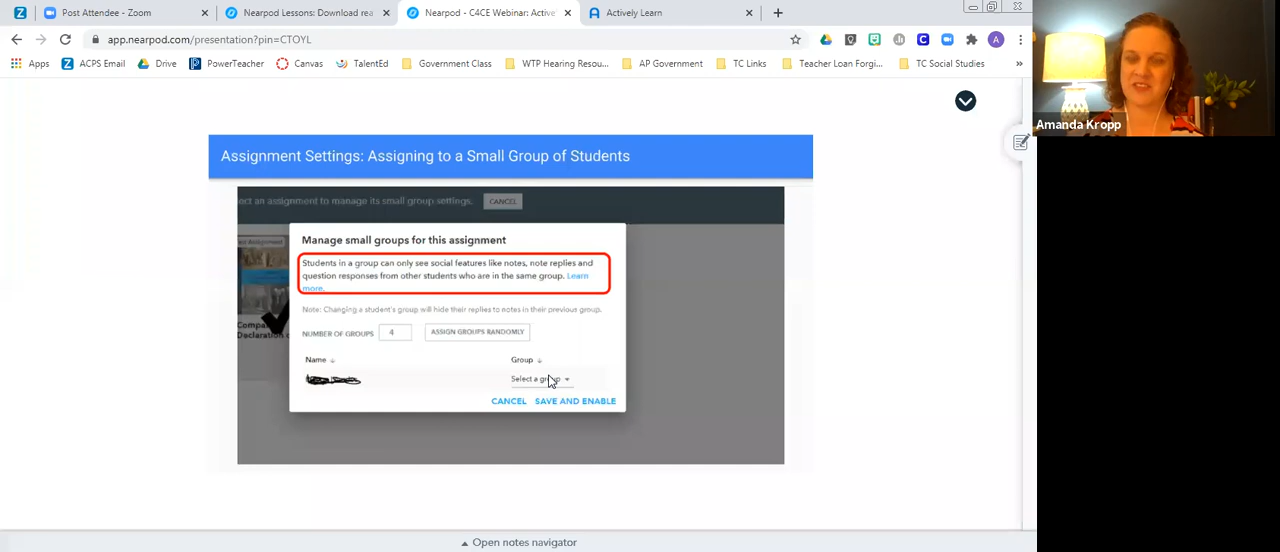 Post Attendee - Zoom
Nearpod Lessons: Download rea
Nearpod - C4CE Webinar: Active
Actively Learn
app.nearpod.com/presentation?pin=CTOYL
Apps ACPS Email Drive PowerTeacher Canvas TalentEd Government Class WTP Hearing Resou... AP Government TC Links Teacher Loan Forgi... TC Social Studies »
Amanda Kropp
Assignment Settings: Assigning to a Small Group of Students
ect an assignment to manage its small group settings. CANCEL
Manage small groups for this assignment
Students in a group can only see social features like notes, note replies and
question responses from other students who are in the same group. Learn
more.
Note: Changing a student's group will hide their replies to notes in their previous group.
NUMBER OF GROUPS 4 ASSIGN GROUPS RANDOMLY
Compa
Declaration o
Name Group
Select a group
CANCEL SAVE AND ENABLE
Open notes navigator